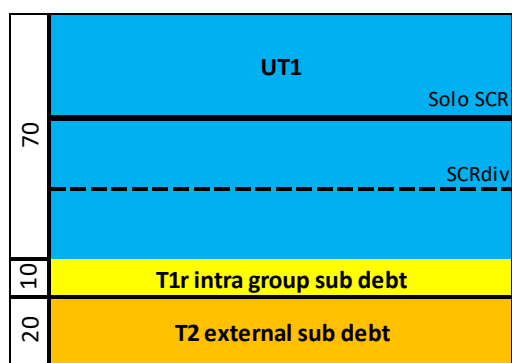 UT1
Solo SCR
70
SCRdiv
10
T1r intra group sub debt
20
T2 external sub debt